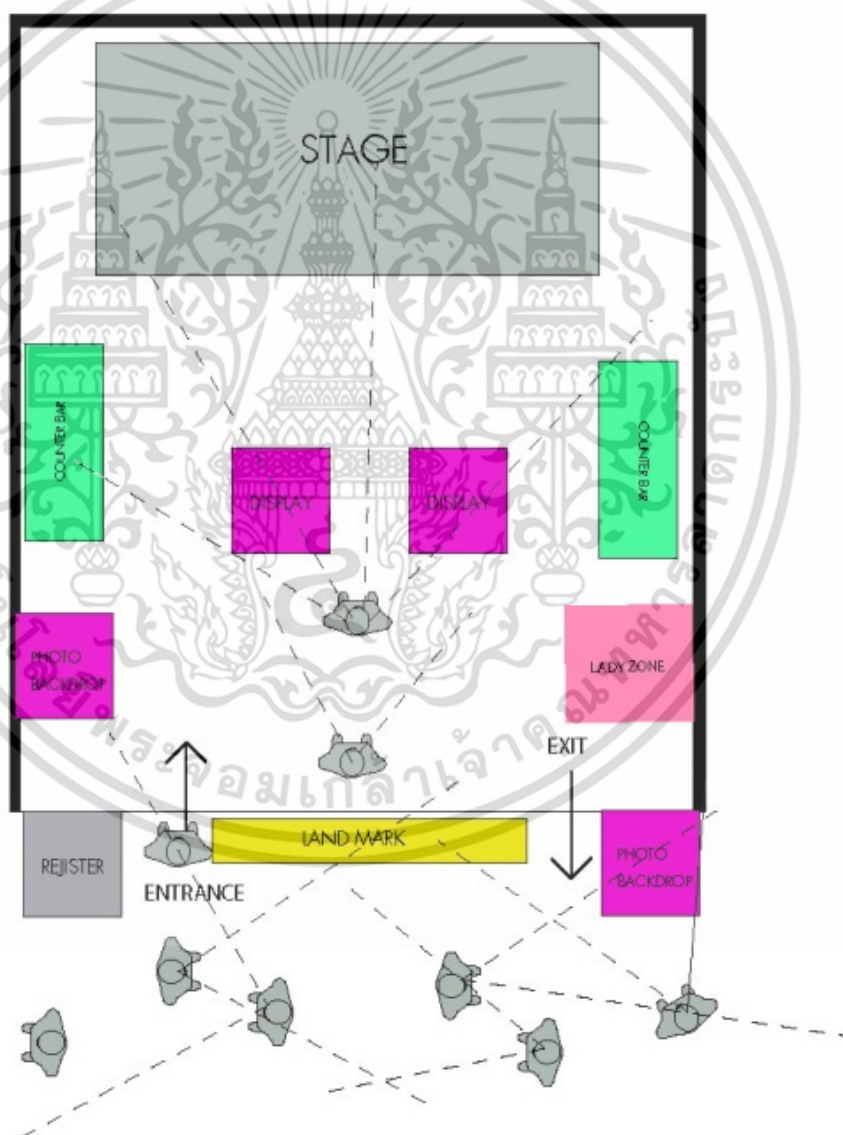 STAGE
COUNTER BAR
COUNTER BAR
DISPLAY
DISPLAY
PHOTO
BACKDROP
LADY ZONE
EXIT
REJISTER
LAND MARK
PHOTO
BACKDROP
ENTRANCE